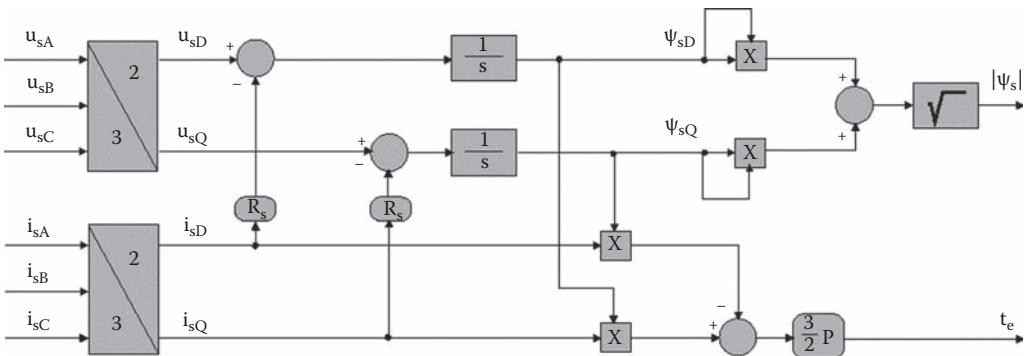 u_sA u_sD + 1/s ψ_sD X
2 − + |ψ_s|
u_sB √
u_sC 3 u_sQ + 1/s ψ_sQ X +
−
R_s R_s
i_sA i_sD X
2
i_sB
− 3/2 P
i_sC 3 i_sQ X + t_e